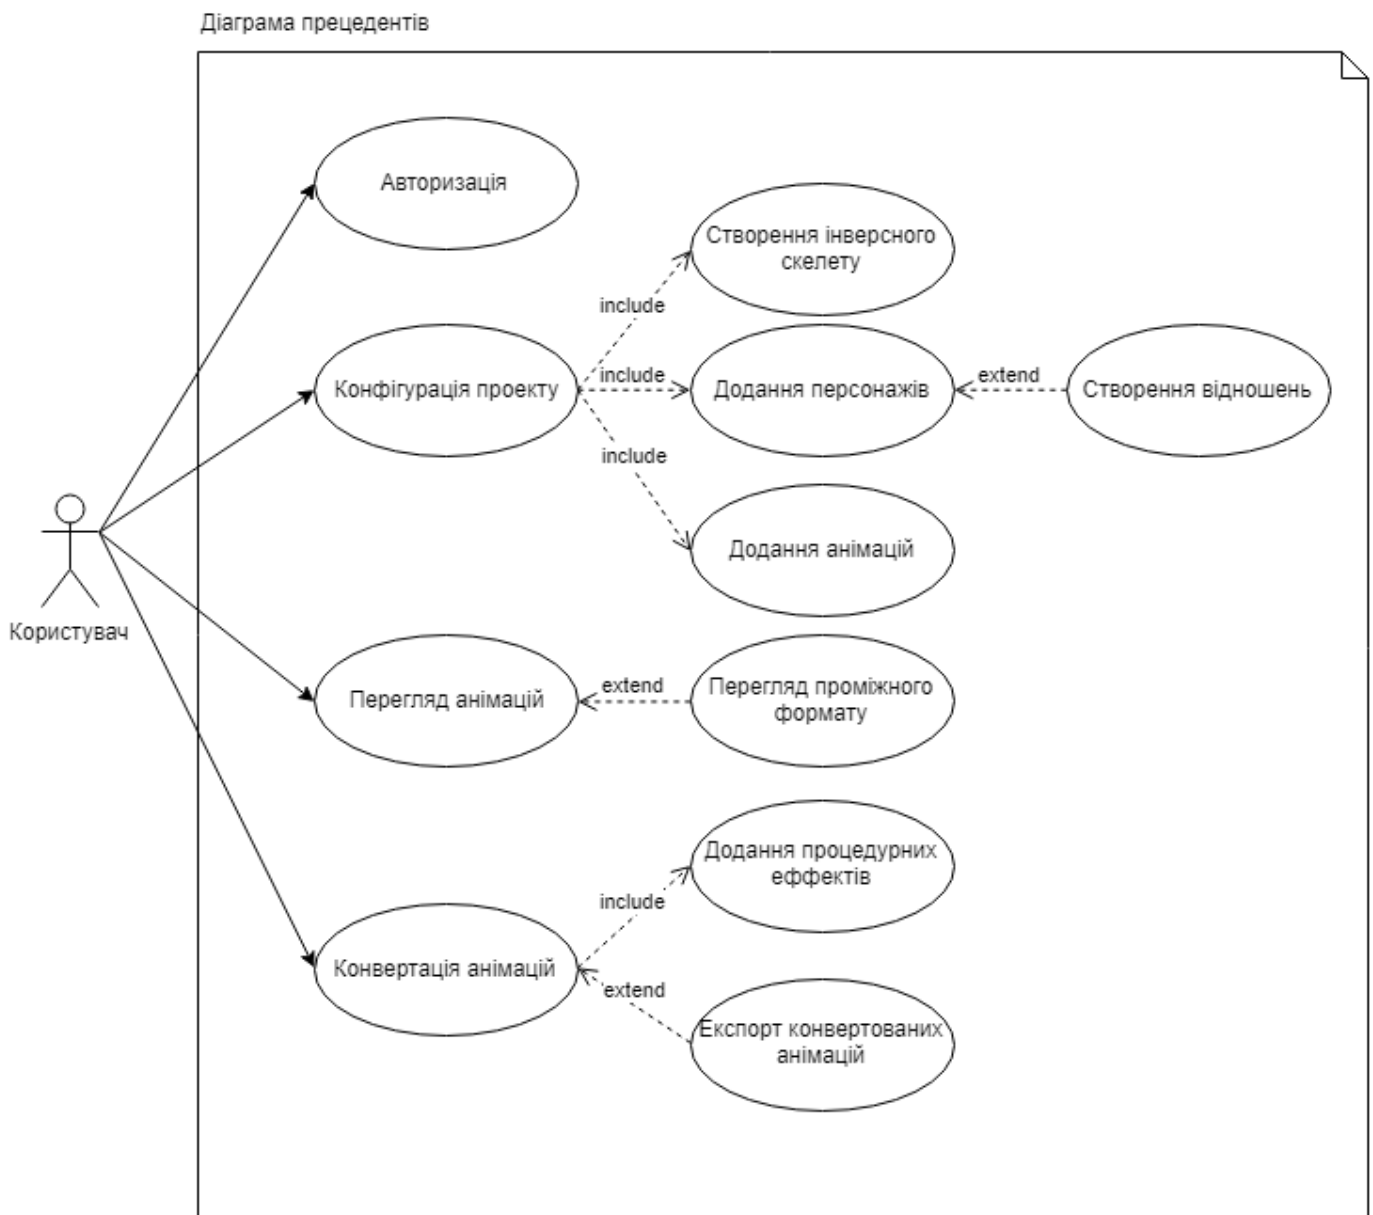 Діаграма прецедентів
Авторизація
Створення інверсного
скелету
include
Конфігурація проекту
include
Додання персонажів
extend
Створення відношень
include
Додання анімацій
Користувач
Перегляд анімацій
extend
Перегляд проміжного
формату
Додання процедурних
еффектів
include
Конвертація анімацій
extend
Експорт конвертованих
анімацій